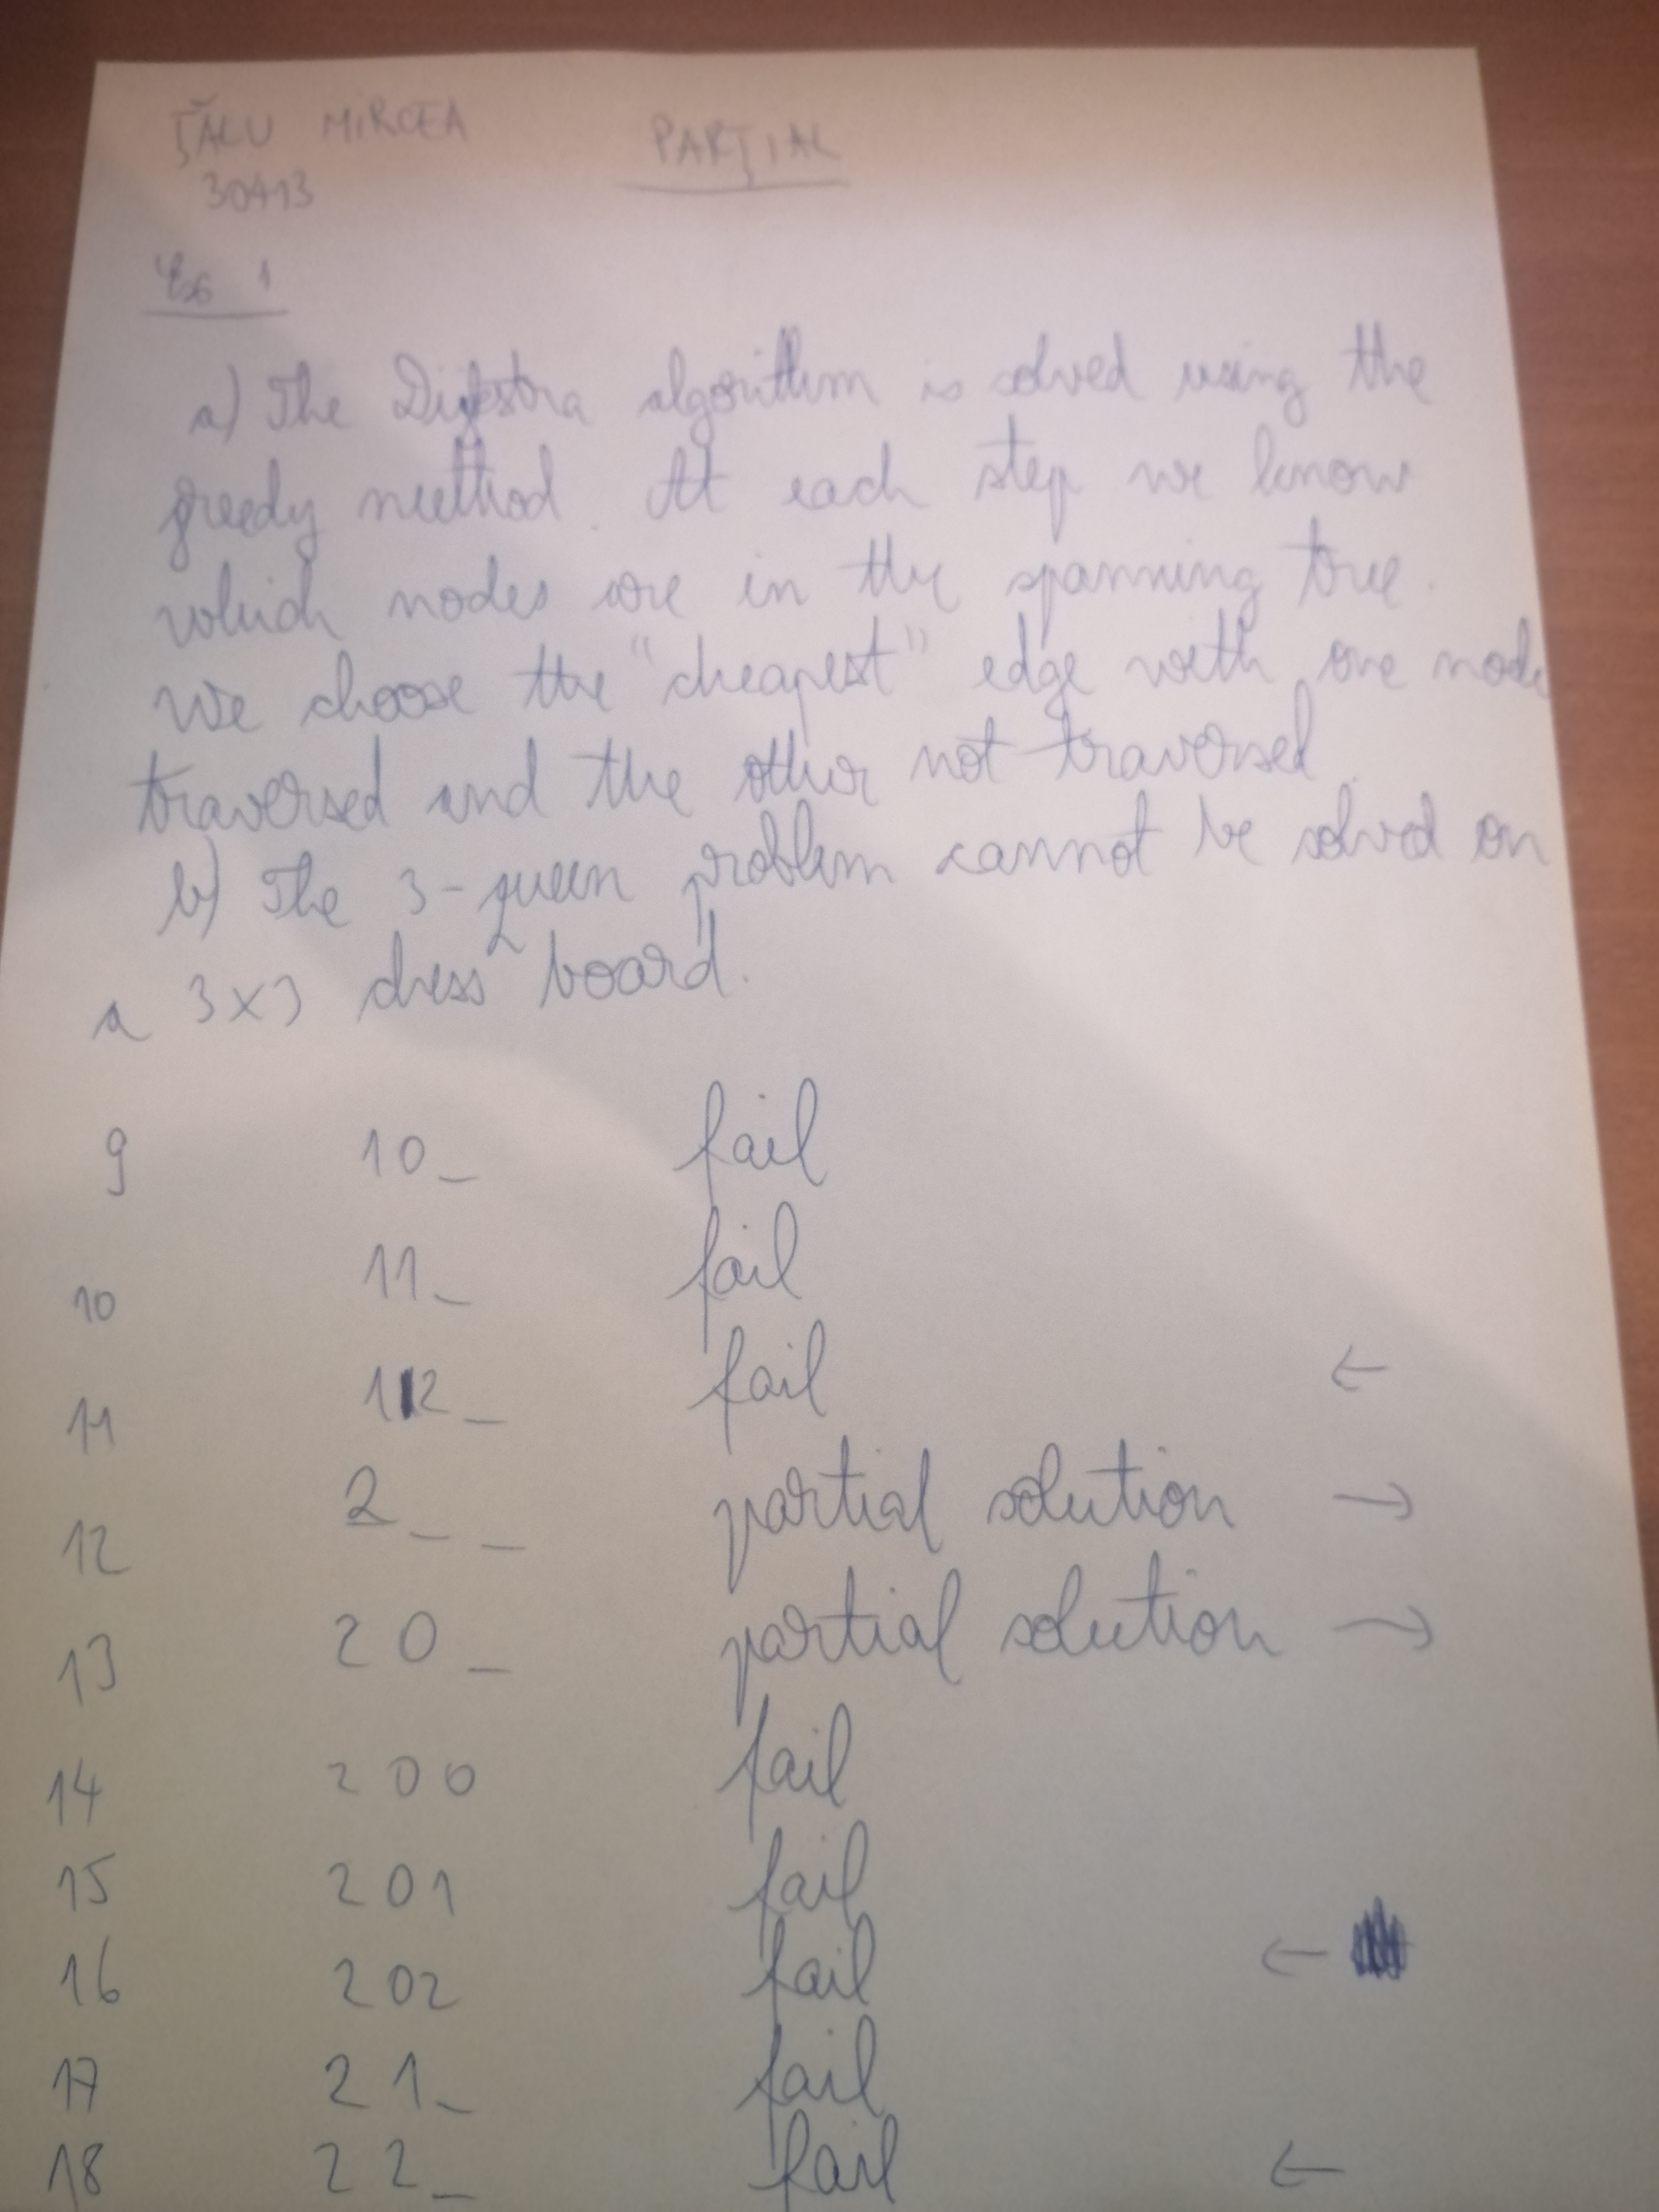 ȚĂLU MIRCEA PARȚIAL
30413
Ex 1
a) The Dijkstra algorithm is solved using the
greedy method. At each step we know
which nodes are in the spanning tree.
We choose the "cheapest" edge with one node
traversed and the other not traversed.
b) The 3-queen problem cannot be solved on
a 3x3 chess board.
9 10_ fail
10 11_ fail
11 12_ fail ←
12 2_ _ partial solution →
13 20_ partial solution →
14 200 fail
15 201 fail
16 202 fail ←
17 21_ fail
18 22_ fail ←